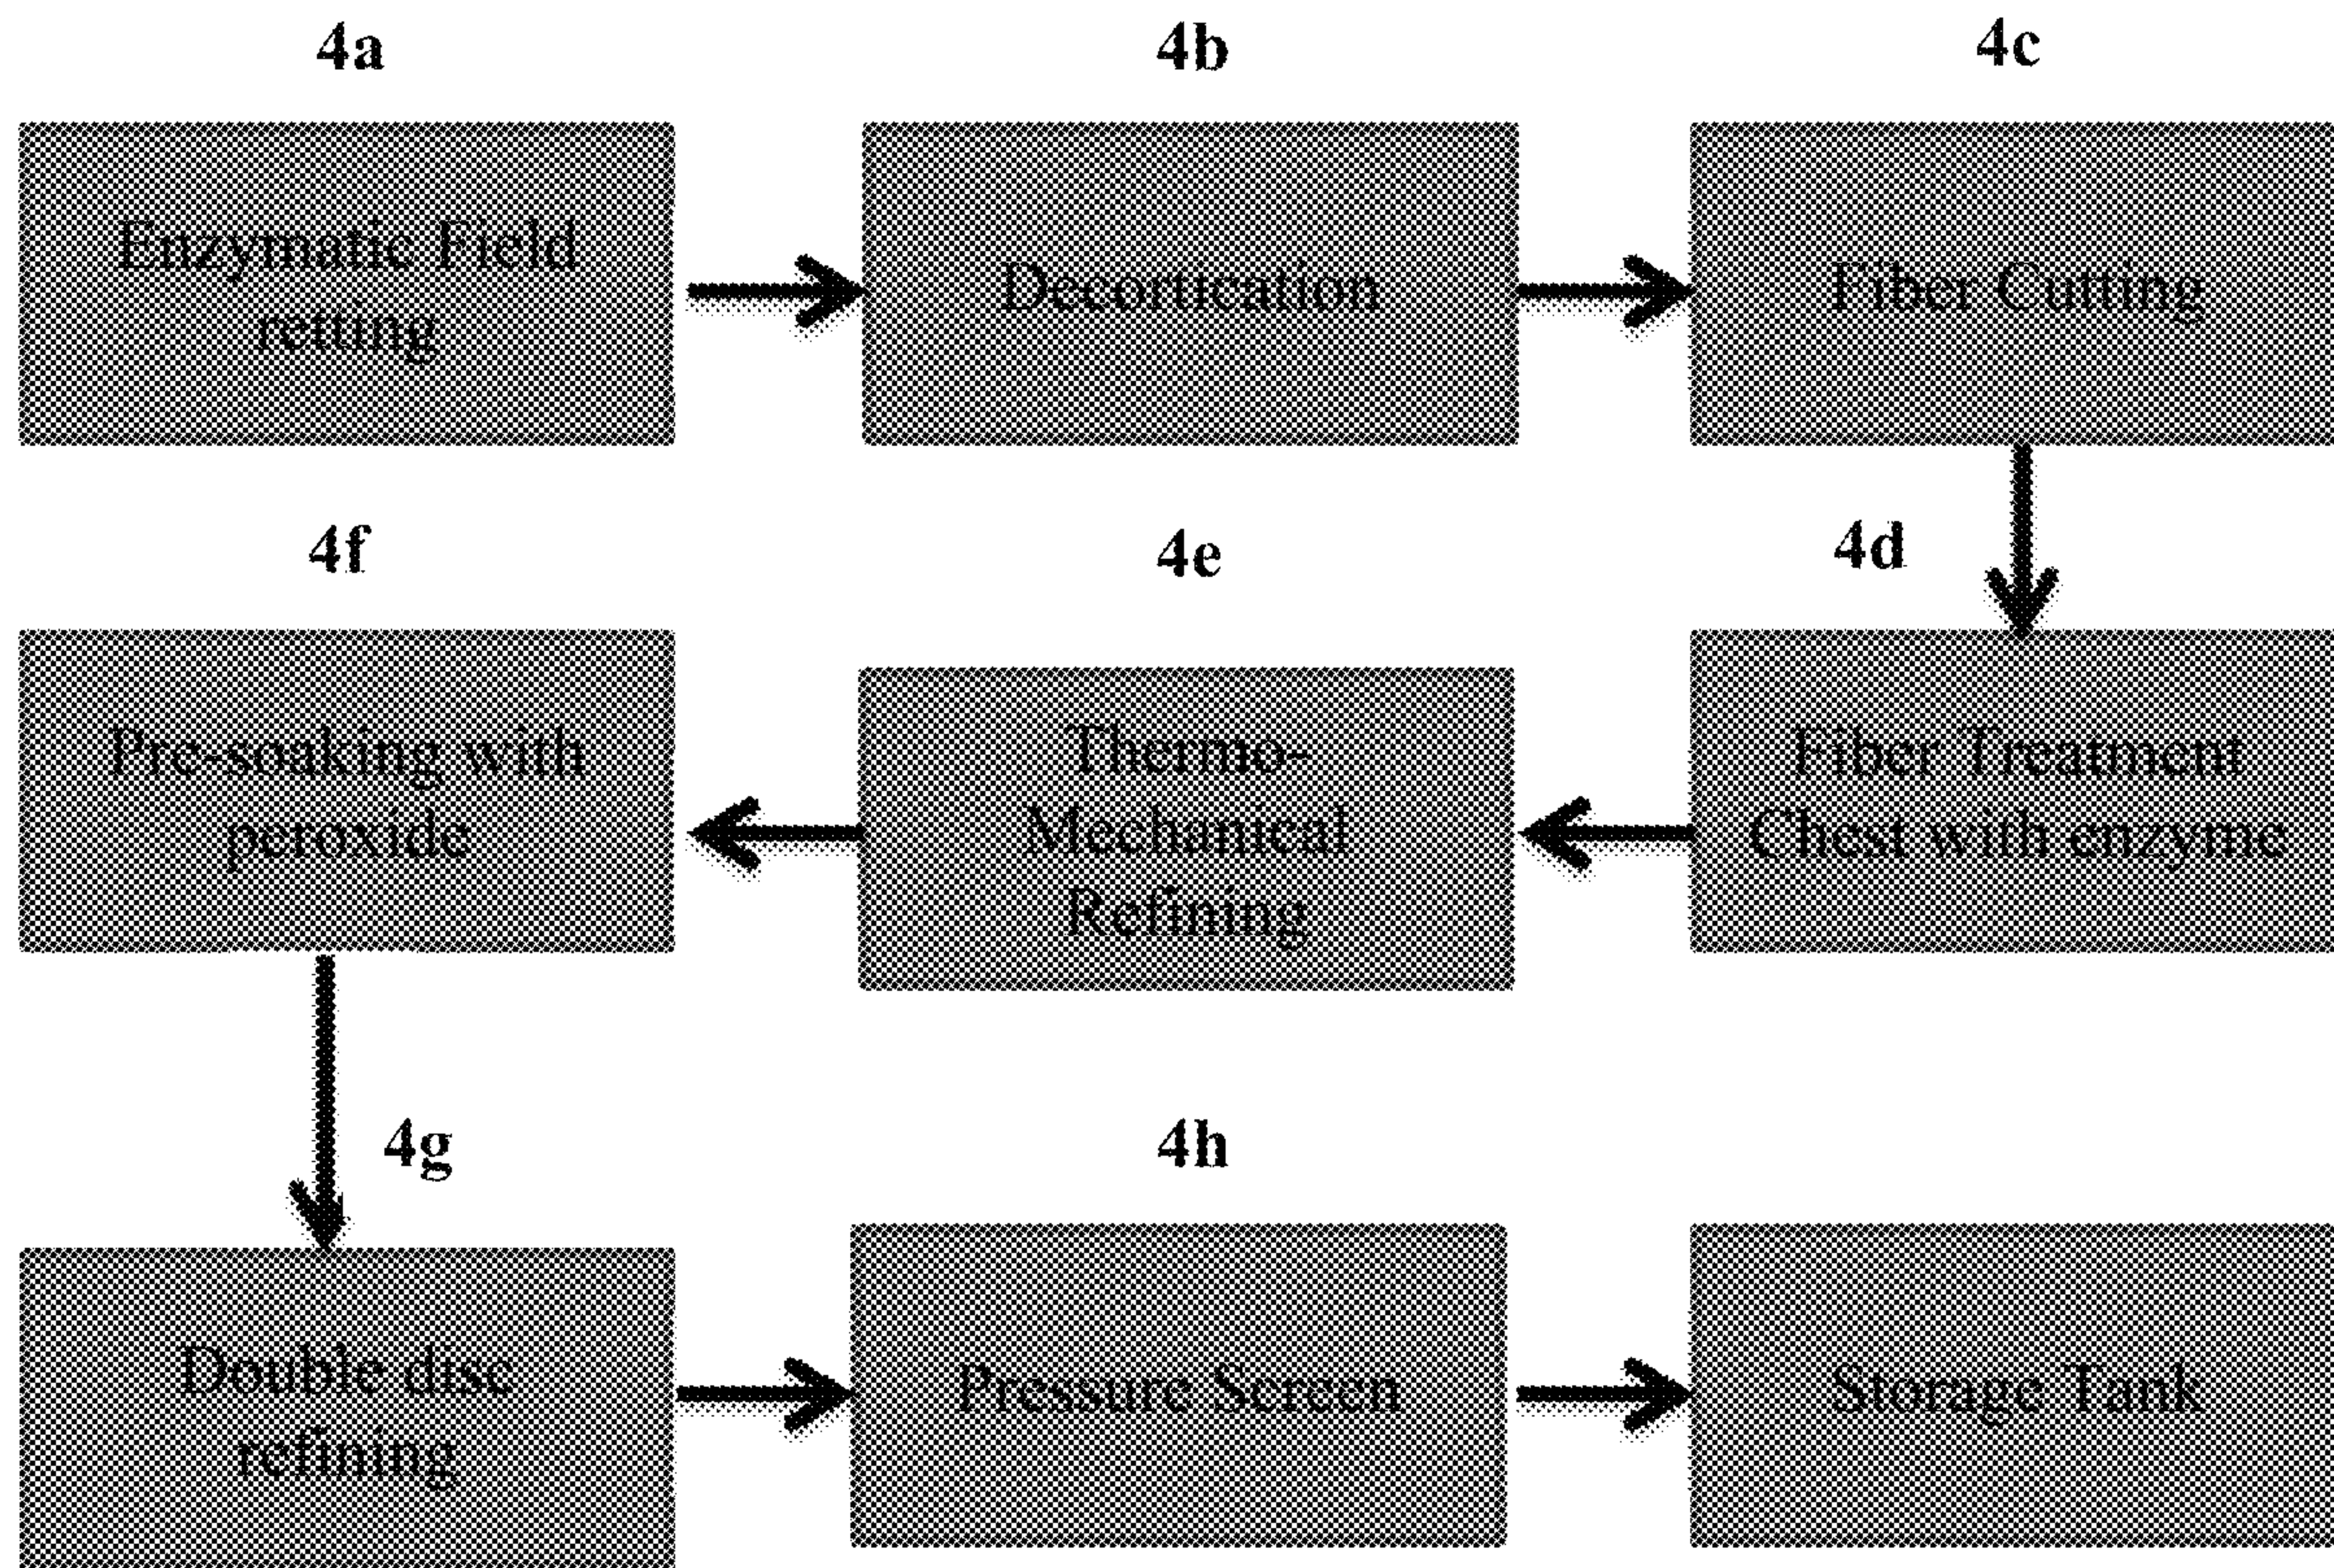 4a
4b
4c
Enzymatic Field
retting
Decortication
Fiber Cutting
4f
4e
4d
Pre-soaking with
peroxide
Thermo-
Mechanical
Refining
Fiber Treatment
Chest with enzyme
4g
4h
Double disc
refining
Pressure Screen
Storage Tank